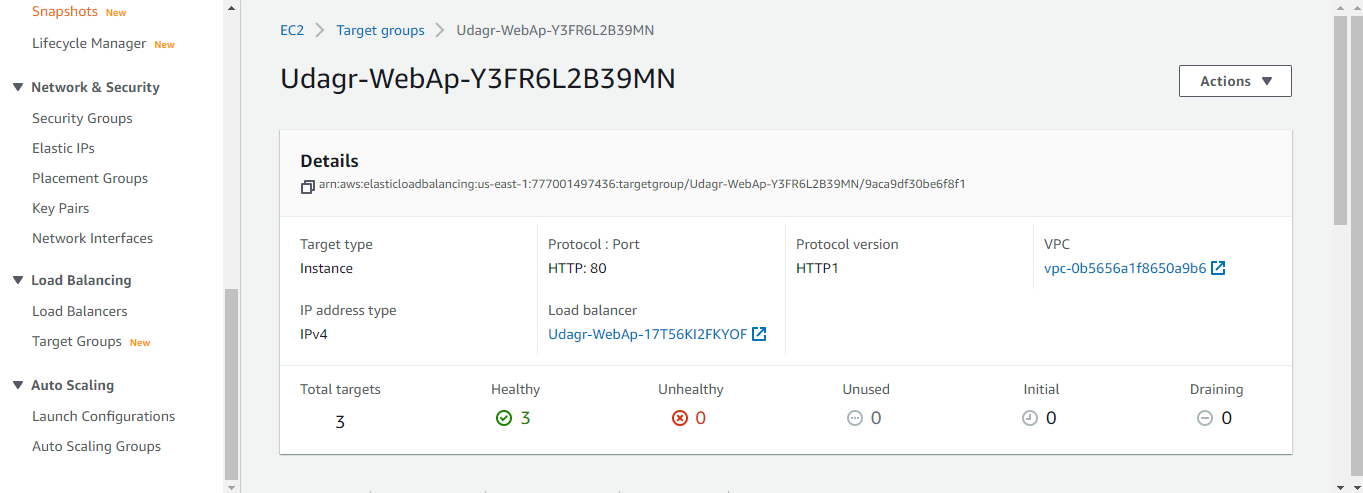 Snapshots New
Lifecycle Manager New
Network & Security
Security Groups
Elastic IPs
Placement Groups
Key Pairs
Network Interfaces
Load Balancing
Load Balancers
Target Groups New
Auto Scaling
Launch Configurations
Auto Scaling Groups
EC2 Target groups Udagr-WebAp-Y3FR6L2B39MN
Udagr-WebAp-Y3FR6L2B39MN
Actions
Details
arn:aws:elasticloadbalancing:us-east-1:777001497436:targetgroup/Udagr-WebAp-Y3FR6L2B39MN/9aca9df30be6f8f1
Target type Protocol : Port Protocol version VPC
Instance HTTP: 80 HTTP1 vpc-0b5656a1f8650a9b6
IP address type Load balancer
IPv4 Udagr-WebAp-17T56KI2FKYOF
Total targets Healthy Unhealthy Unused Initial Draining
3 3 0 0 0 0